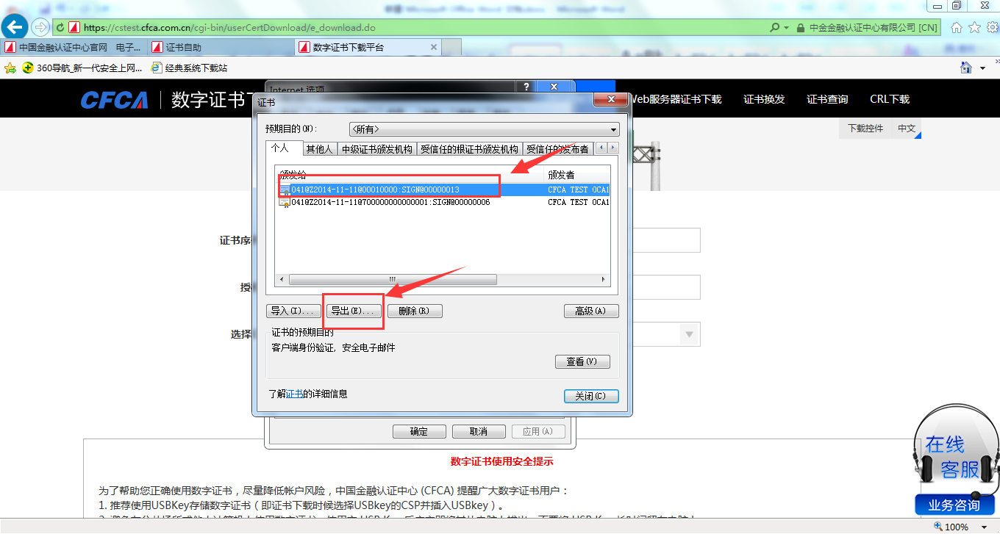 https://cstest.cfca.com.cn/cgi-bin/userCertDownload/e_download.do
中金金融认证中心有限公司 [CN]
中国金融认证中心官网 电子...
证书自助
数字证书下载平台
360导航_新一代安全上网...
经典系统下载站
CFCA
数字证书下
Web服务器证书下载
证书换发
证书查询
CRL下载
下载控件
中文
Internet 选项
证书
预期目的(N):
<所有>
个人
其他人
中级证书颁发机构
受信任的根证书颁发机构
受信任的发布者
颁发给
颁发者
041@Z2014-11-11@00010000:SIGN@00000013
CFCA TEST OCA1
041@Z2014-11-11@700000000000001:SIGN@00000006
CFCA TEST OCA1
证书序
授
选择
导入(I)...
导出(E)...
删除(R)
高级(A)
证书的预期目的
客户端身份验证, 安全电子邮件
查看(V)
了解证书的详细信息
关闭(C)
确定
取消
应用(A)
数字证书使用安全提示
为了帮助您正确使用数字证书，尽量降低帐户风险，中国金融认证中心 (CFCA) 提醒广大数字证书用户：
1. 推荐使用USBKey存储数字证书（即证书下载时候选择USBkey的CSP并插入USBkey）。
在线
客服
业务咨询
100%